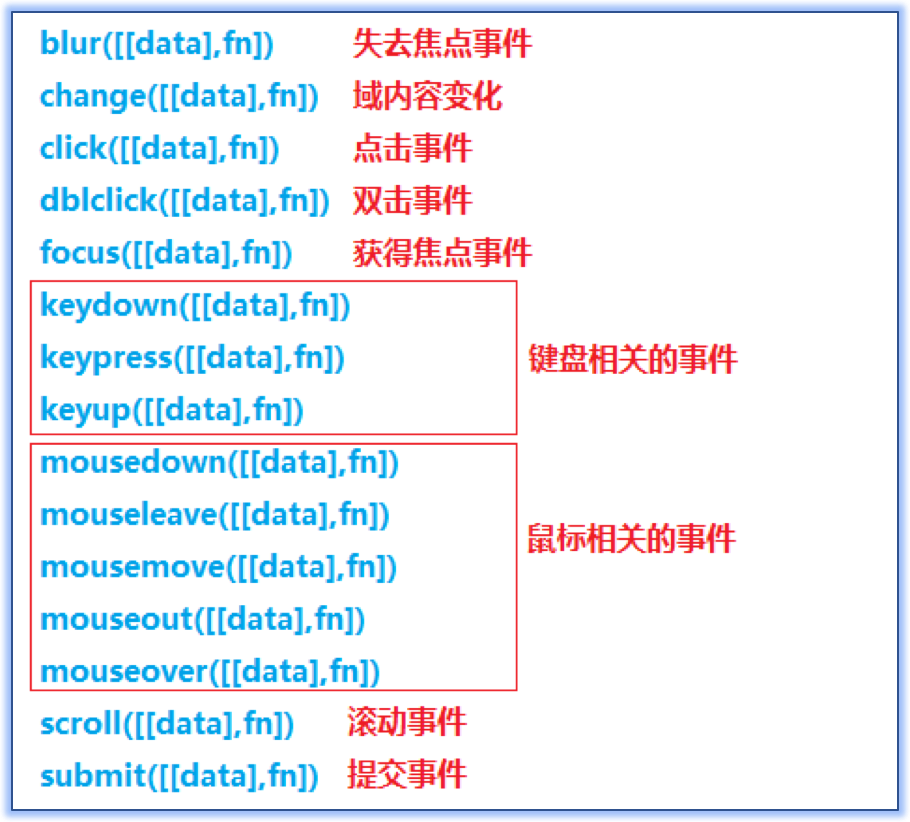 blur([[data],fn]) 失去焦点事件
change([[data],fn]) 域内容变化
click([[data],fn]) 点击事件
dblclick([[data],fn]) 双击事件
focus([[data],fn]) 获得焦点事件
keydown([[data],fn])
keypress([[data],fn]) 键盘相关的事件
keyup([[data],fn])
mousedown([[data],fn])
mouseleave([[data],fn])
鼠标相关的事件
mousemove([[data],fn])
mouseout([[data],fn])
mouseover([[data],fn])
scroll([[data],fn]) 滚动事件
submit([[data],fn]) 提交事件